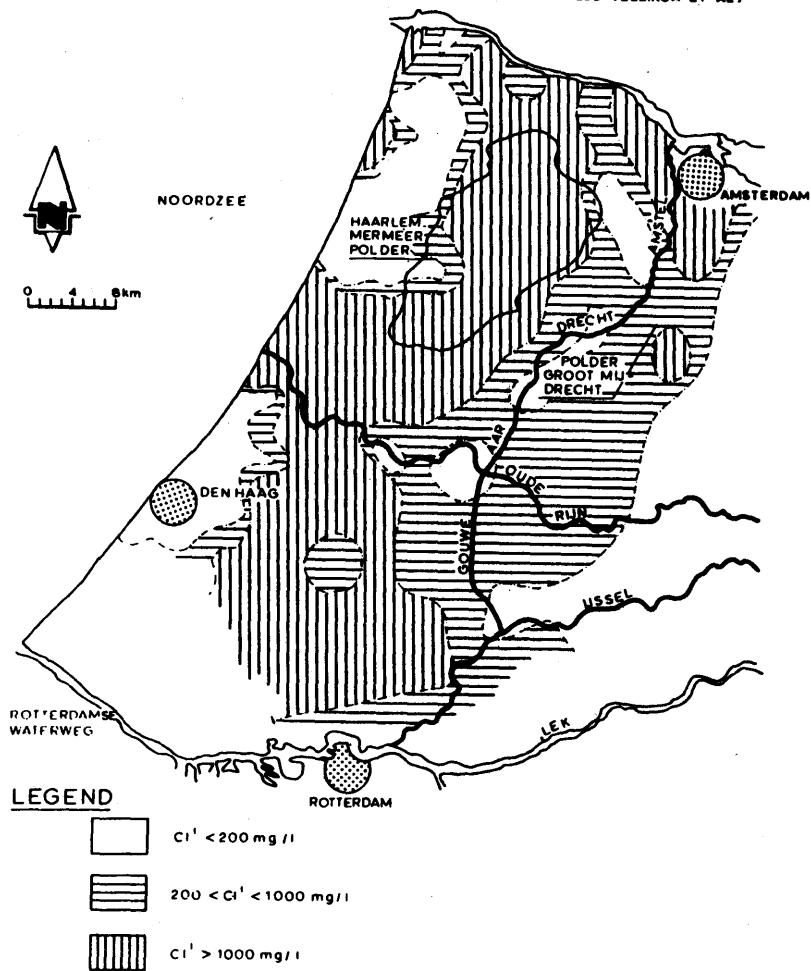 NOORDZEE
AMSTERDAM
HAARLEM.
MERMEER
POLDER
AMSTEL
0 4 8km
DRECHT
POLDER
GROOT MIJ
DRECHT
AAR
OUDE
RIJN
DEN HAAG
GOUWE
IJSSEL
LEK
ROTTERDAMSE
WATERWEG
ROTTERDAM
LEGEND
Cl' < 200 mg/l
200 < Cl' < 1000 mg/l
Cl' > 1000 mg/l